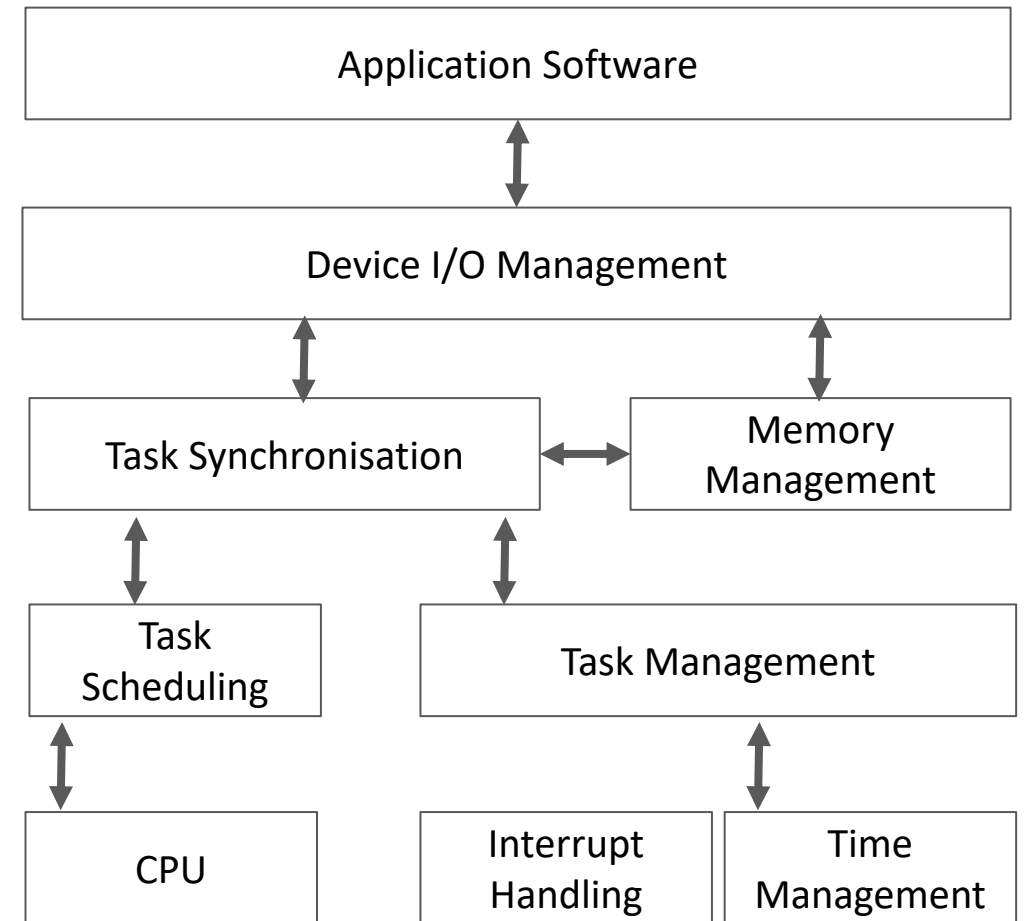 Application Software
Device I/O Management
Task Synchronisation
Memory
Management
Task
Scheduling
Task Management
CPU
Interrupt
Handling
Time
Management